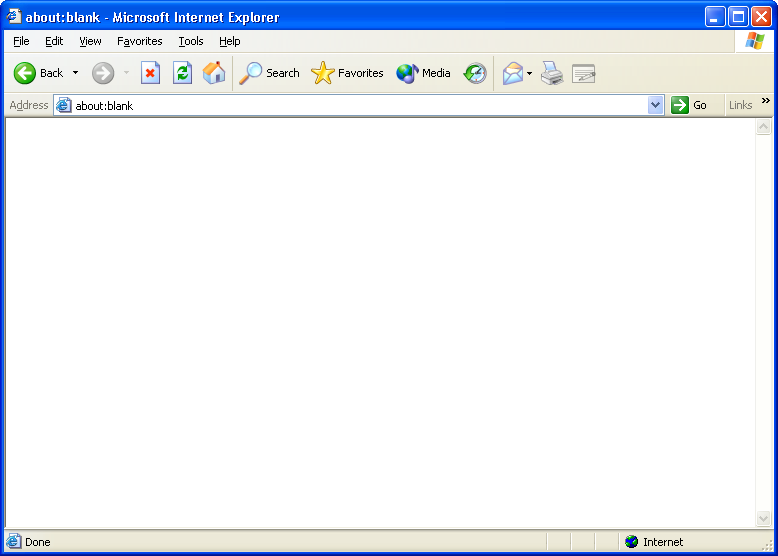 about:blank - Microsoft Internet Explorer
File Edit View Favorites Tools Help
Back Search Favorites Media
Address about:blank Go Links »
Done Internet